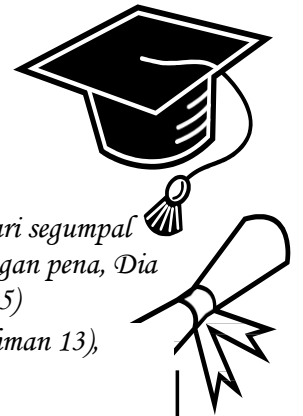 ari segumpal
gan pena, Dia
5)
iman 13),